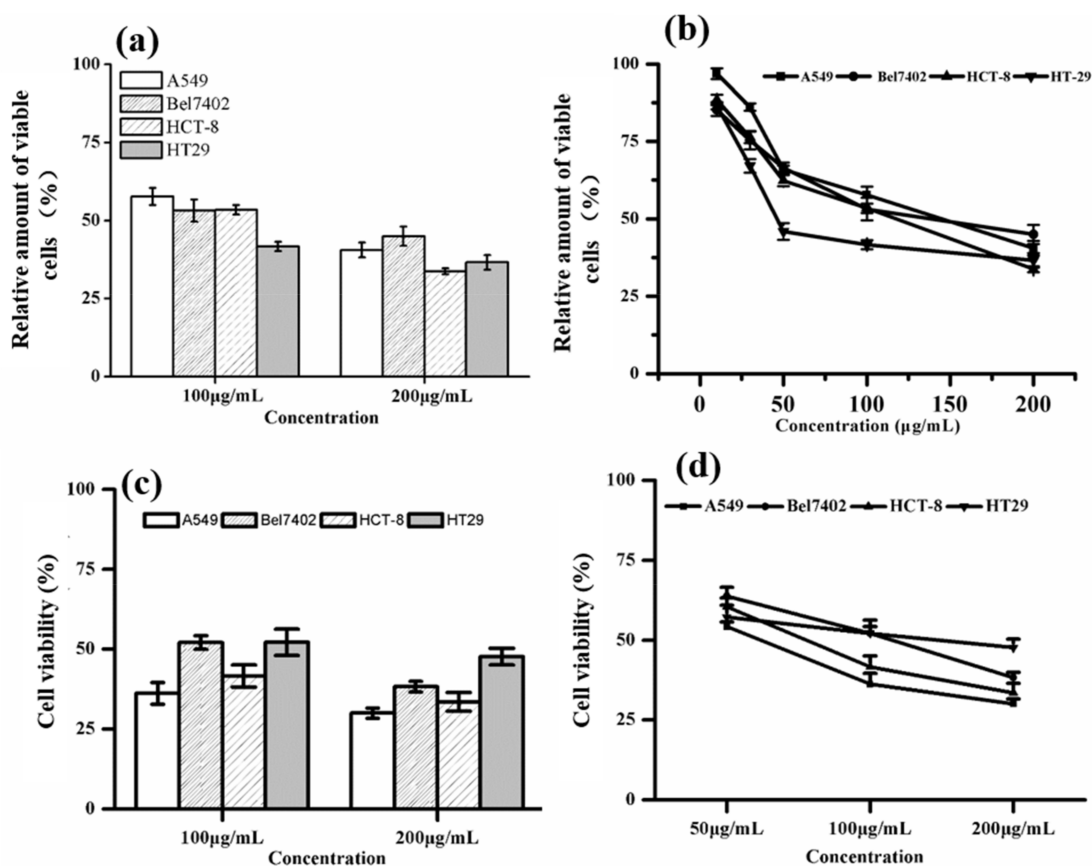 (a)
100
75
50
25
0
A549
Bel7402
HCT-8
HT29
Relative amount of viable
cells (%)
100μg/mL
200μg/mL
Concentration
(b)
100
75
50
25
0
A549
Bel7402
HCT-8
HT-29
Relative amount of viable
cells (%)
0
50
100
150
200
Concentration (μg/mL)
(c)
100
75
50
25
0
A549
Bel7402
HCT-8
HT29
Cell viability (%)
100μg/mL
200μg/mL
Concentration
(d)
100
75
50
25
0
A549
Bel7402
HCT-8
HT29
Cell viability (%)
50μg/mL
100μg/mL
200μg/mL
Concentration